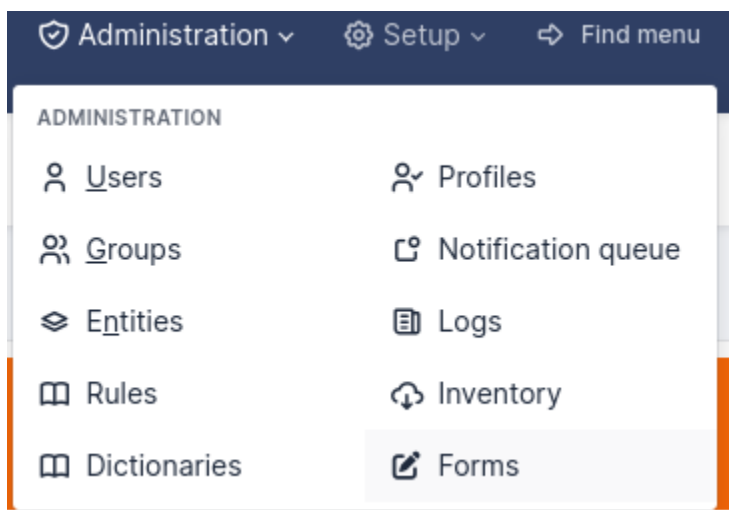 Administration Setup Find menu
ADMINISTRATION
Users Profiles
Groups Notification queue
Entities Logs
Rules Inventory
Dictionaries Forms